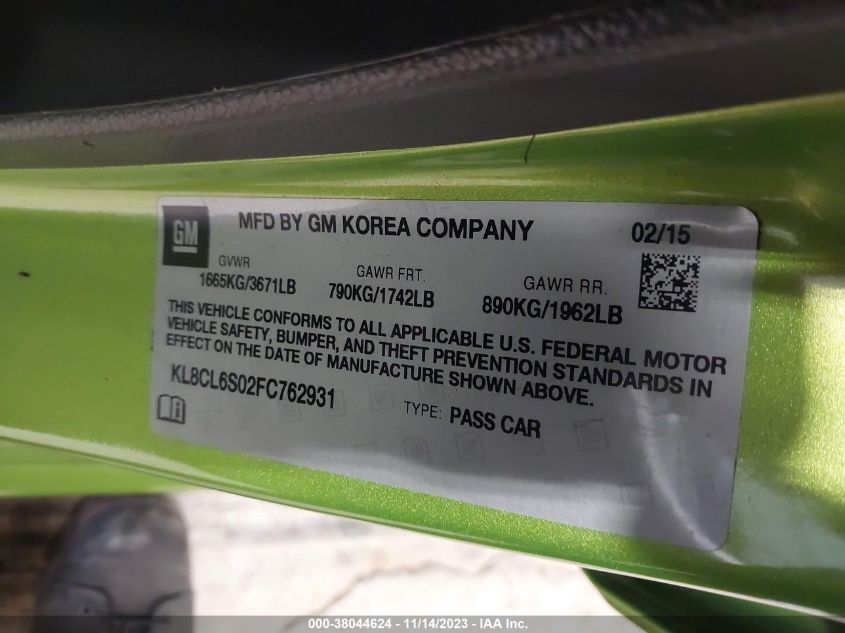 GM
MFD BY GM KOREA COMPANY
02/15
GVWR
1665KG/3671LB
GAWR FRT.
790KG/1742LB
GAWR RR.
890KG/1962LB
THIS VEHICLE CONFORMS TO ALL APPLICABLE U.S. FEDERAL MOTOR
VEHICLE SAFETY, BUMPER, AND THEFT PREVENTION STANDARDS IN
EFFECT ON THE DATE OF MANUFACTURE SHOWN ABOVE.
KL8CL6S02FC762931
TYPE: PASS CAR
000-38044624 - 11/14/2023 - IAA Inc.